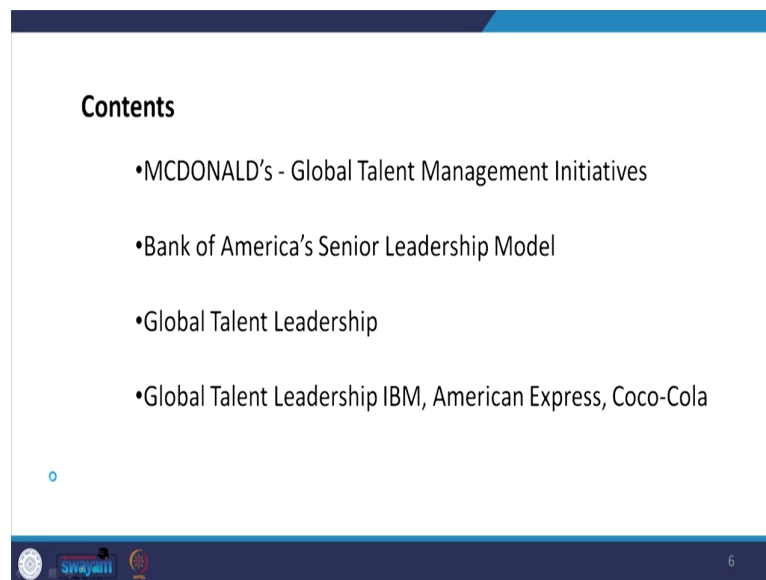 Contents
•MCDONALD’s - Global Talent Management Initiatives
•Bank of America’s Senior Leadership Model
•Global Talent Leadership
•Global Talent Leadership IBM, American Express, Coco-Cola
swayam
6